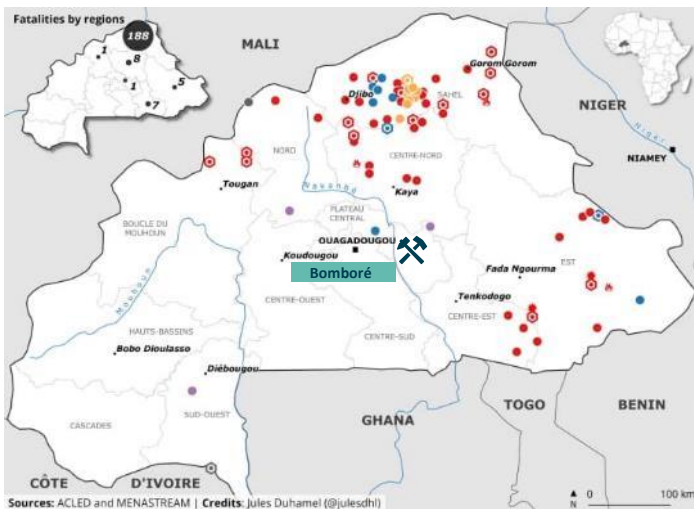 Fatalities by regions
188
1
8
1
5
7
MALI
Gorom Gorom
Djibo
SAHEL
NIGER
Niger
NIAMEY
NORD
CENTRE-NORD
Tougan
Kaya
PLATEAU
CENTRAL
BOUCLE DU
MOUHOUN
OUAGADOUGOU
Koudougou
Bomboré
Fada Ngourma
EST
Mouhoun
CENTRE-OUEST
Tenkodogo
CENTRE-EST
HAUTS-BASSINS
CENTRE-SUD
Bobo Dioulasso
Diébougou
SUD-OUEST
CASCADES
GHANA
TOGO
BENIN
CÔTE
D'IVOIRE
N
0
100 km
Sources: ACLED and MENASTREAM | Credits: Jules Duhamel (@julesdhl)